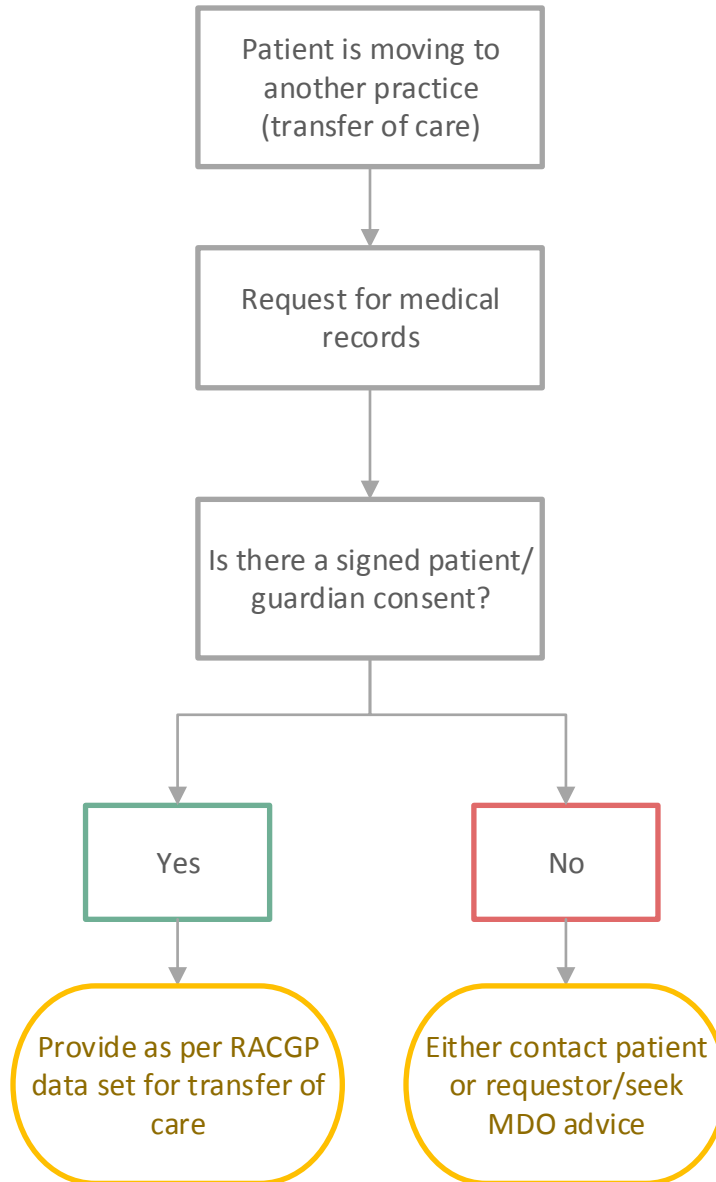 Patient is moving to
another practice
(transfer of care)
Request for medical
records
Is there a signed patient/
guardian consent?
Yes
No
Provide as per RACGP
data set for transfer of
care
Either contact patient
or requestor/seek
MDO advice